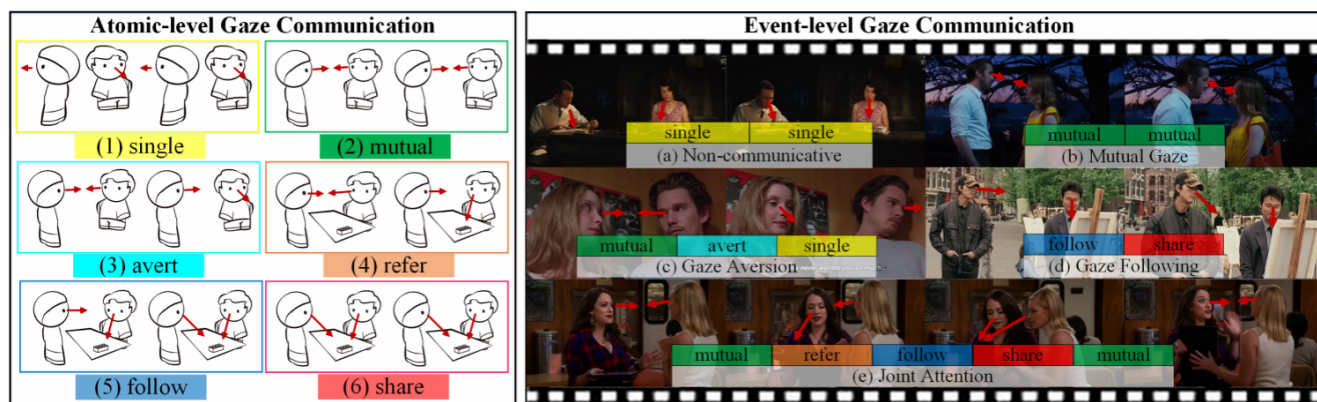 Atomic-level Gaze Communication
(1) single
(2) mutual
(3) avert
(4) refer
(5) follow
(6) share
Event-level Gaze Communication
single single
(a) Non-communicative
mutual mutual
(b) Mutual Gaze
mutual avert single
(c) Gaze Aversion
follow share
(d) Gaze Following
mutual refer follow share mutual
(e) Joint Attention